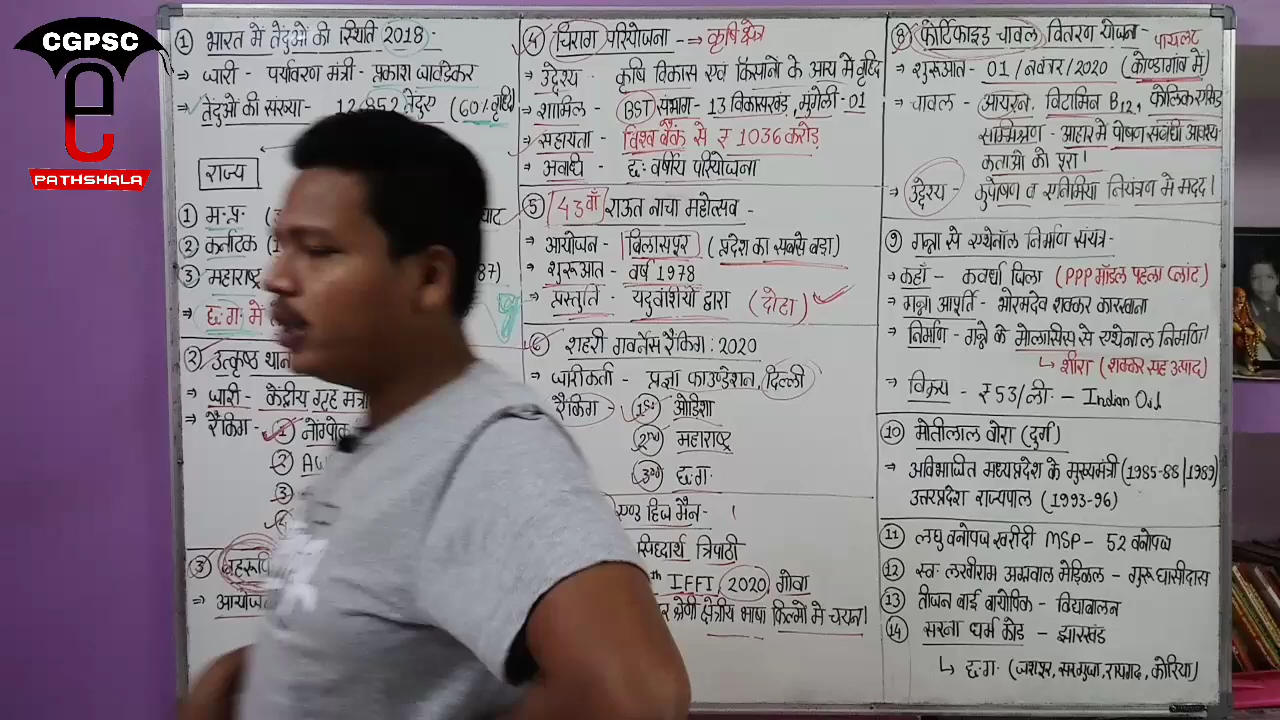 CGPSC
PATHSHALA
① भारत में तेंदुओं की स्थिति 2018:-
→ जारी - पर्यावरण मंत्री - प्रकाश जावडेकर
→ तेंदुओं की संख्या - 12,852 तेंदुए (60% वृद्धि)
राज्य
① म.प्र.
② कर्नाटक
③ महाराष्ट्र
→ छ.ग. में
② उत्कृष्ठ थाना
→ जारी - केंद्रीय गृह मंत्रा
→ रैंकिंग - ①
②
③
③
→ आयोजन
④ चिराग परियोजना - → कृषि क्षेत्र
→ उद्देश्य - कृषि विकास एवं किसानों के आय में वृद्धि
→ शामिल - BST संभाग - 13 विकासखंड, मुंगेली - 01
→ सहायता - विश्व बैंक से ₹ 1036 करोड़
→ अवधी - छः वर्षीय परियोजना
⑤ 43वाँ राऊत नाचा महोत्सव -
→ आयोजन - बिलासपुर (प्रदेश का सबसे बड़ा)
→ शुरूआत - वर्ष 1978
→ प्रस्तुति - यदुवंशियों द्वारा (दोहा)
⑥ शहरी गवर्नेस रैंकिंग : 2020
→ जारीकर्ता - प्रज्ञा फाउण्डेशन, दिल्ली
रैंकिंग - 1st ओडिशा
2nd महाराष्ट्र
3rd छ.ग.
एण्ड हिज मैन -
सिध्दार्थ त्रिपाठी
th IFFI, 2020 गोवा
श्रेणी क्षेत्रीय भाषा फिल्मों में चयन।
⑧ फोर्टिफाइड चावल वितरण योजन - पायलट
→ शुरूआत - 01/नवंबर/2020 (कोण्डागांव में)
→ चावल - आयरन, विटामिन B12, फोलिक एसिड
सम्मिश्रण - आहार में पोषण संबंधी आवश्य
कताओं को पूरा।
→ उद्देश्य - कुपोषण व एनिमिया नियंत्रण में मदद।
⑨ गन्ना से एथेनॉल निर्माण संयंत्र -
→ कहाँ - कवर्धा जिला (PPP मॉडल पहला प्लांट)
→ गन्ना आपूर्ति - भोरमदेव शक्कर कारखाना
→ निर्माण - गन्ने के मोलासिस से एथेनाल निर्माण।
↳ शीरा (शक्कर सह उत्पाद)
→ विक्रय - ₹ 53/ली. - Indian Oil
⑩ मोतीलाल वोरा (दुर्ग)
→ अविभाजित मध्यप्रदेश के मुख्यमंत्री (1985-88|1989)
उत्तरप्रदेश राज्यपाल (1993-96)
⑪ लघु वनोपज खरीदी MSP - 52 वनोपज
⑫ स्व. लखीराम अग्रवाल मेडिकल - गुरू घासीदास
⑬ तीजन बाई बायोपिक - विद्याबालन
⑭ सरना धर्म कोड - झारखंड
↳ छ.ग. (जशपुर, सरगुजा, रायगढ, कोरिया)